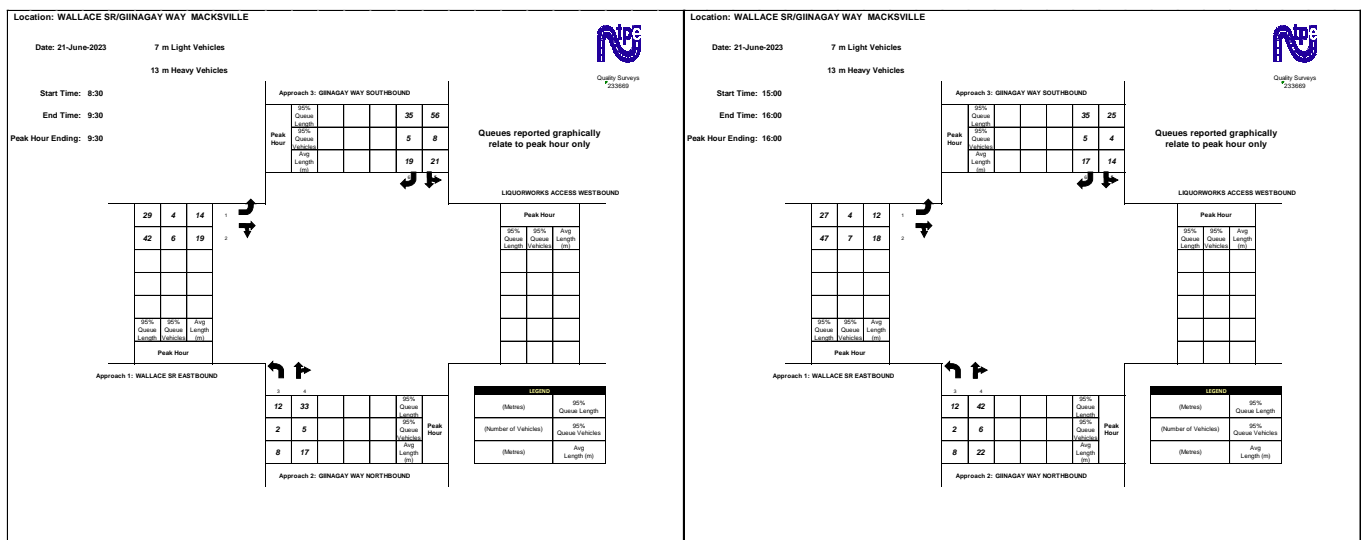 Location: WALLACE SR/GIINAGAY WAY MACKSVILLE
Date: 21-June-2023 7 m Light Vehicles
13 m Heavy Vehicles
tpe
Quality Surveys
233669
Start Time: 8:30
End Time: 9:30
Peak Hour Ending: 9:30
Approach 3: GIINAGAY WAY SOUTHBOUND
Peak Hour
95% Queue Length 35 56
95% Queue Vehicles 5 8
Avg Length (m) 19 21
Queues reported graphically
relate to peak hour only
LIQUORWORKS ACCESS WESTBOUND
Peak Hour
95% Queue Length 95% Queue Vehicles Avg Length (m)
29 4 14 1
42 6 19 2
95% Queue Length 95% Queue Vehicles Avg Length (m)
Peak Hour
Approach 1: WALLACE SR EASTBOUND
3 4
12 33 95% Queue Length
2 5 95% Queue Vehicles
8 17 Avg Length (m)
Peak Hour
Approach 2: GIINAGAY WAY NORTHBOUND
LEGEND
(Metres) 95% Queue Length
(Number of Vehicles) 95% Queue Vehicles
(Metres) Avg Length (m)
Location: WALLACE SR/GIINAGAY WAY MACKSVILLE
Date: 21-June-2023 7 m Light Vehicles
13 m Heavy Vehicles
tpe
Quality Surveys
233669
Start Time: 15:00
End Time: 16:00
Peak Hour Ending: 16:00
Approach 3: GIINAGAY WAY SOUTHBOUND
Peak Hour
95% Queue Length 35 25
95% Queue Vehicles 5 4
Avg Length (m) 17 14
Queues reported graphically
relate to peak hour only
LIQUORWORKS ACCESS WESTBOUND
Peak Hour
95% Queue Length 95% Queue Vehicles Avg Length (m)
27 4 12 1
47 7 18 2
95% Queue Length 95% Queue Vehicles Avg Length (m)
Peak Hour
Approach 1: WALLACE SR EASTBOUND
3 4
12 42 95% Queue Length
2 6 95% Queue Vehicles
8 22 Avg Length (m)
Peak Hour
Approach 2: GIINAGAY WAY NORTHBOUND
LEGEND
(Metres) 95% Queue Length
(Number of Vehicles) 95% Queue Vehicles
(Metres) Avg Length (m)